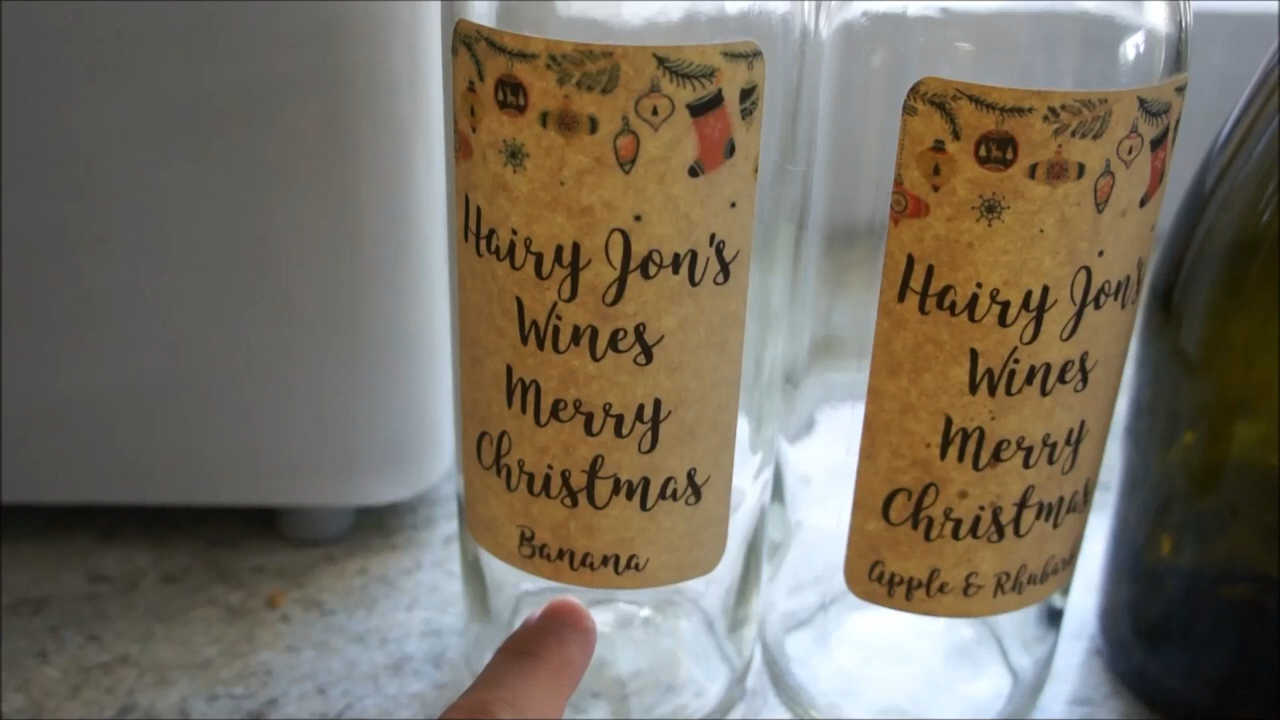 Hairy Jon's
Wines
Merry
Christmas
Banana
Hairy Jon's
Wines
Merry
Christmas
Apple & Rhubarb